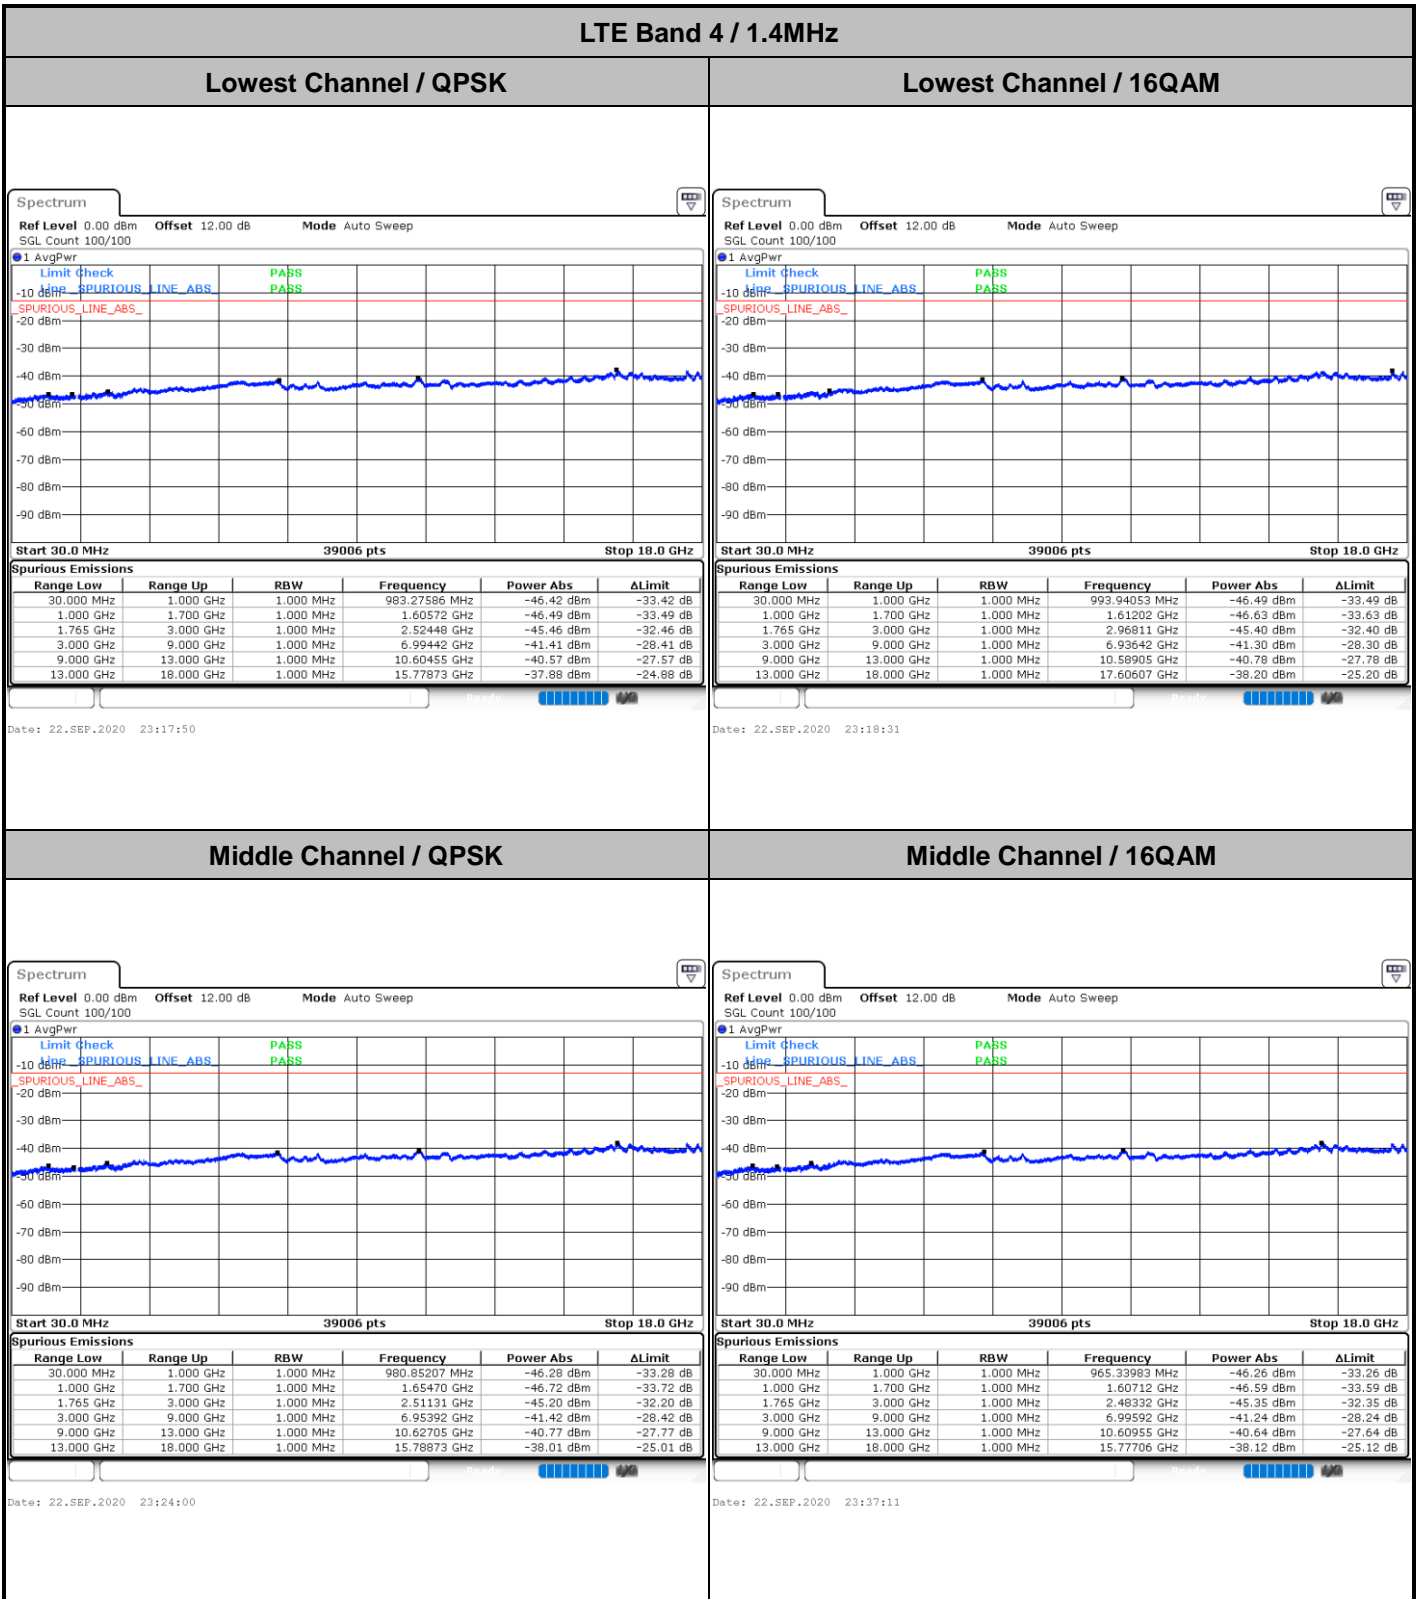 LTE Band 4 / 1.4MHz
Lowest Channel / QPSK
Lowest Channel / 16QAM
Spectrum
Ref Level 0.00 dBm Offset 12.00 dB Mode Auto Sweep
SGL Count 100/100
1 AvgPwr
Limit Check PASS
Line _SPURIOUS_LINE_ABS_ PASS
-10 dBm
_SPURIOUS_LINE_ABS_
-20 dBm
-30 dBm
-40 dBm
-50 dBm
-60 dBm
-70 dBm
-80 dBm
-90 dBm
Start 30.0 MHz 39006 pts Stop 18.0 GHz
Spurious Emissions
Range Low Range Up RBW Frequency Power Abs ΔLimit
30.000 MHz 1.000 GHz 1.000 MHz 983.27586 MHz -46.42 dBm -33.42 dB
1.000 GHz 1.700 GHz 1.000 MHz 1.60572 GHz -46.49 dBm -33.49 dB
1.765 GHz 3.000 GHz 1.000 MHz 2.52448 GHz -45.46 dBm -32.46 dB
3.000 GHz 9.000 GHz 1.000 MHz 6.99442 GHz -41.41 dBm -28.41 dB
9.000 GHz 13.000 GHz 1.000 MHz 10.60455 GHz -40.57 dBm -27.57 dB
13.000 GHz 18.000 GHz 1.000 MHz 15.77873 GHz -37.88 dBm -24.88 dB
Ready
Date: 22.SEP.2020 23:17:50
Spectrum
Ref Level 0.00 dBm Offset 12.00 dB Mode Auto Sweep
SGL Count 100/100
1 AvgPwr
Limit Check PASS
Line _SPURIOUS_LINE_ABS_ PASS
-10 dBm
_SPURIOUS_LINE_ABS_
-20 dBm
-30 dBm
-40 dBm
-50 dBm
-60 dBm
-70 dBm
-80 dBm
-90 dBm
Start 30.0 MHz 39006 pts Stop 18.0 GHz
Spurious Emissions
Range Low Range Up RBW Frequency Power Abs ΔLimit
30.000 MHz 1.000 GHz 1.000 MHz 993.94053 MHz -46.49 dBm -33.49 dB
1.000 GHz 1.700 GHz 1.000 MHz 1.61202 GHz -46.63 dBm -33.63 dB
1.765 GHz 3.000 GHz 1.000 MHz 2.96811 GHz -45.40 dBm -32.40 dB
3.000 GHz 9.000 GHz 1.000 MHz 6.93642 GHz -41.30 dBm -28.30 dB
9.000 GHz 13.000 GHz 1.000 MHz 10.58905 GHz -40.78 dBm -27.78 dB
13.000 GHz 18.000 GHz 1.000 MHz 17.60607 GHz -38.20 dBm -25.20 dB
Ready
Date: 22.SEP.2020 23:18:31
Middle Channel / QPSK
Middle Channel / 16QAM
Spectrum
Ref Level 0.00 dBm Offset 12.00 dB Mode Auto Sweep
SGL Count 100/100
1 AvgPwr
Limit Check PASS
Line _SPURIOUS_LINE_ABS_ PASS
-10 dBm
_SPURIOUS_LINE_ABS_
-20 dBm
-30 dBm
-40 dBm
-50 dBm
-60 dBm
-70 dBm
-80 dBm
-90 dBm
Start 30.0 MHz 39006 pts Stop 18.0 GHz
Spurious Emissions
Range Low Range Up RBW Frequency Power Abs ΔLimit
30.000 MHz 1.000 GHz 1.000 MHz 980.85207 MHz -46.28 dBm -33.28 dB
1.000 GHz 1.700 GHz 1.000 MHz 1.65470 GHz -46.72 dBm -33.72 dB
1.765 GHz 3.000 GHz 1.000 MHz 2.51131 GHz -45.20 dBm -32.20 dB
3.000 GHz 9.000 GHz 1.000 MHz 6.95392 GHz -41.42 dBm -28.42 dB
9.000 GHz 13.000 GHz 1.000 MHz 10.62705 GHz -40.77 dBm -27.77 dB
13.000 GHz 18.000 GHz 1.000 MHz 15.78873 GHz -38.01 dBm -25.01 dB
Ready
Date: 22.SEP.2020 23:24:00
Spectrum
Ref Level 0.00 dBm Offset 12.00 dB Mode Auto Sweep
SGL Count 100/100
1 AvgPwr
Limit Check PASS
Line _SPURIOUS_LINE_ABS_ PASS
-10 dBm
_SPURIOUS_LINE_ABS_
-20 dBm
-30 dBm
-40 dBm
-50 dBm
-60 dBm
-70 dBm
-80 dBm
-90 dBm
Start 30.0 MHz 39006 pts Stop 18.0 GHz
Spurious Emissions
Range Low Range Up RBW Frequency Power Abs ΔLimit
30.000 MHz 1.000 GHz 1.000 MHz 965.33983 MHz -46.26 dBm -33.26 dB
1.000 GHz 1.700 GHz 1.000 MHz 1.60712 GHz -46.59 dBm -33.59 dB
1.765 GHz 3.000 GHz 1.000 MHz 2.48332 GHz -45.35 dBm -32.35 dB
3.000 GHz 9.000 GHz 1.000 MHz 6.99592 GHz -41.24 dBm -28.24 dB
9.000 GHz 13.000 GHz 1.000 MHz 10.60955 GHz -40.64 dBm -27.64 dB
13.000 GHz 18.000 GHz 1.000 MHz 15.77706 GHz -38.12 dBm -25.12 dB
Ready
Date: 22.SEP.2020 23:37:11